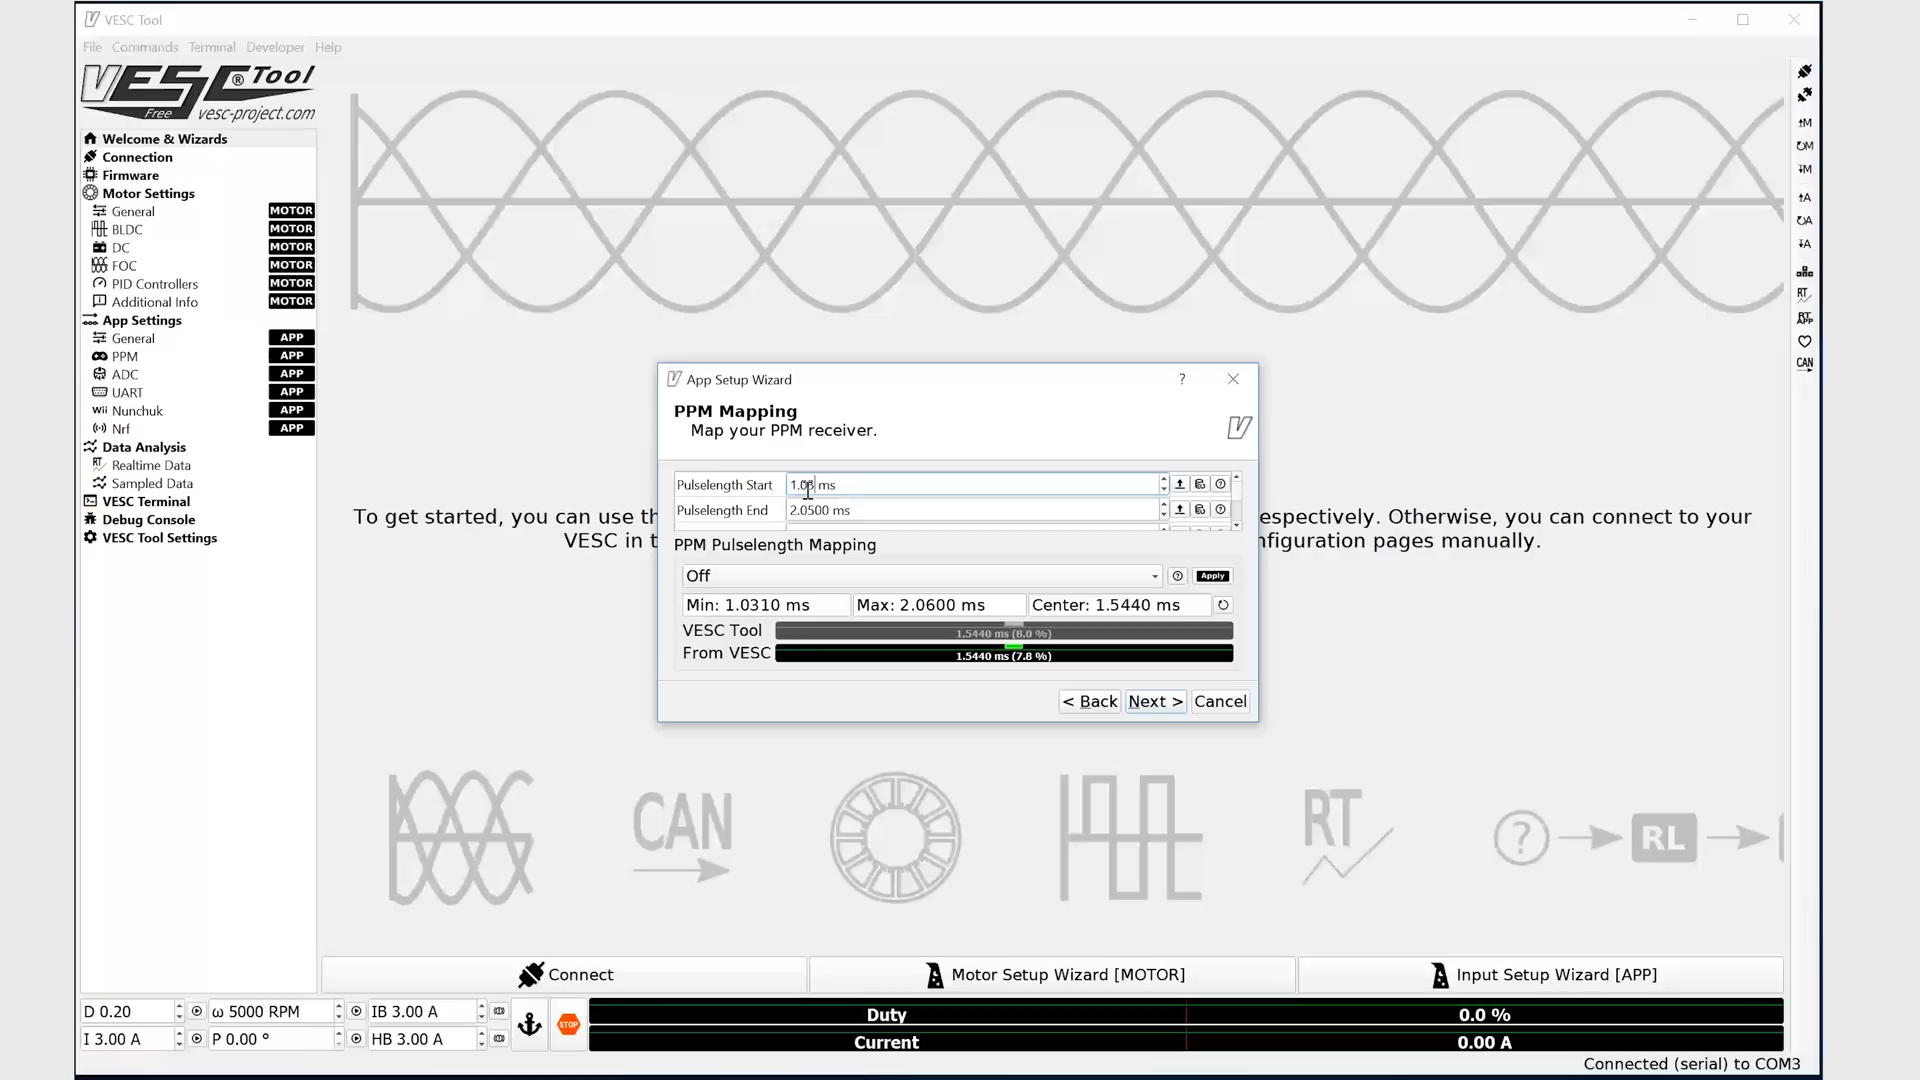 VESC Tool
File Commands Terminal Developer Help
VESC® Tool
Free vesc-project.com
Welcome & Wizards
Connection
Firmware
Motor Settings
General MOTOR
BLDC MOTOR
DC MOTOR
FOC MOTOR
PID Controllers MOTOR
Additional Info MOTOR
App Settings
General APP
PPM APP
ADC APP
UART APP
Wii Nunchuk APP
Nrf APP
Data Analysis
RT Realtime Data
Sampled Data
VESC Terminal
Debug Console
VESC Tool Settings
M
M
M
A
A
A
RT
RT APP
CAN
To get started, you can use th
espectively. Otherwise, you can connect to your
VESC in t
nfiguration pages manually.
App Setup Wizard ?
PPM Mapping
Map your PPM receiver.
Pulselength Start 1.03 ms
Pulselength End 2.0500 ms
PPM Pulselength Mapping
Off Apply
Min: 1.0310 ms Max: 2.0600 ms Center: 1.5440 ms
VESC Tool 1.5440 ms (8.0 %)
From VESC 1.5440 ms (7.8 %)
< Back Next > Cancel
CAN RT ? RL
Connect Motor Setup Wizard [MOTOR] Input Setup Wizard [APP]
D 0.20 ω 5000 RPM IB 3.00 A
I 3.00 A P 0.00 ° HB 3.00 A
STOP
Duty 0.0 %
Current 0.00 A
Connected (serial) to COM3